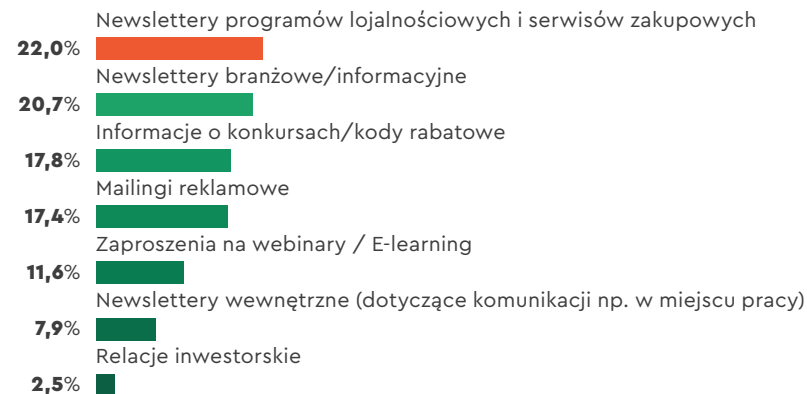 Newslettery programów lojalnościowych i serwisów zakupowych
22,0%
Newslettery branżowe/informacyjne
20,7%
Informacje o konkursach/kody rabatowe
17,8%
Mailingi reklamowe
17,4%
Zaproszenia na webinary / E-learning
11,6%
Newslettery wewnętrzne (dotyczące komunikacji np. w miejscu pracy)
7,9%
Relacje inwestorskie
2,5%